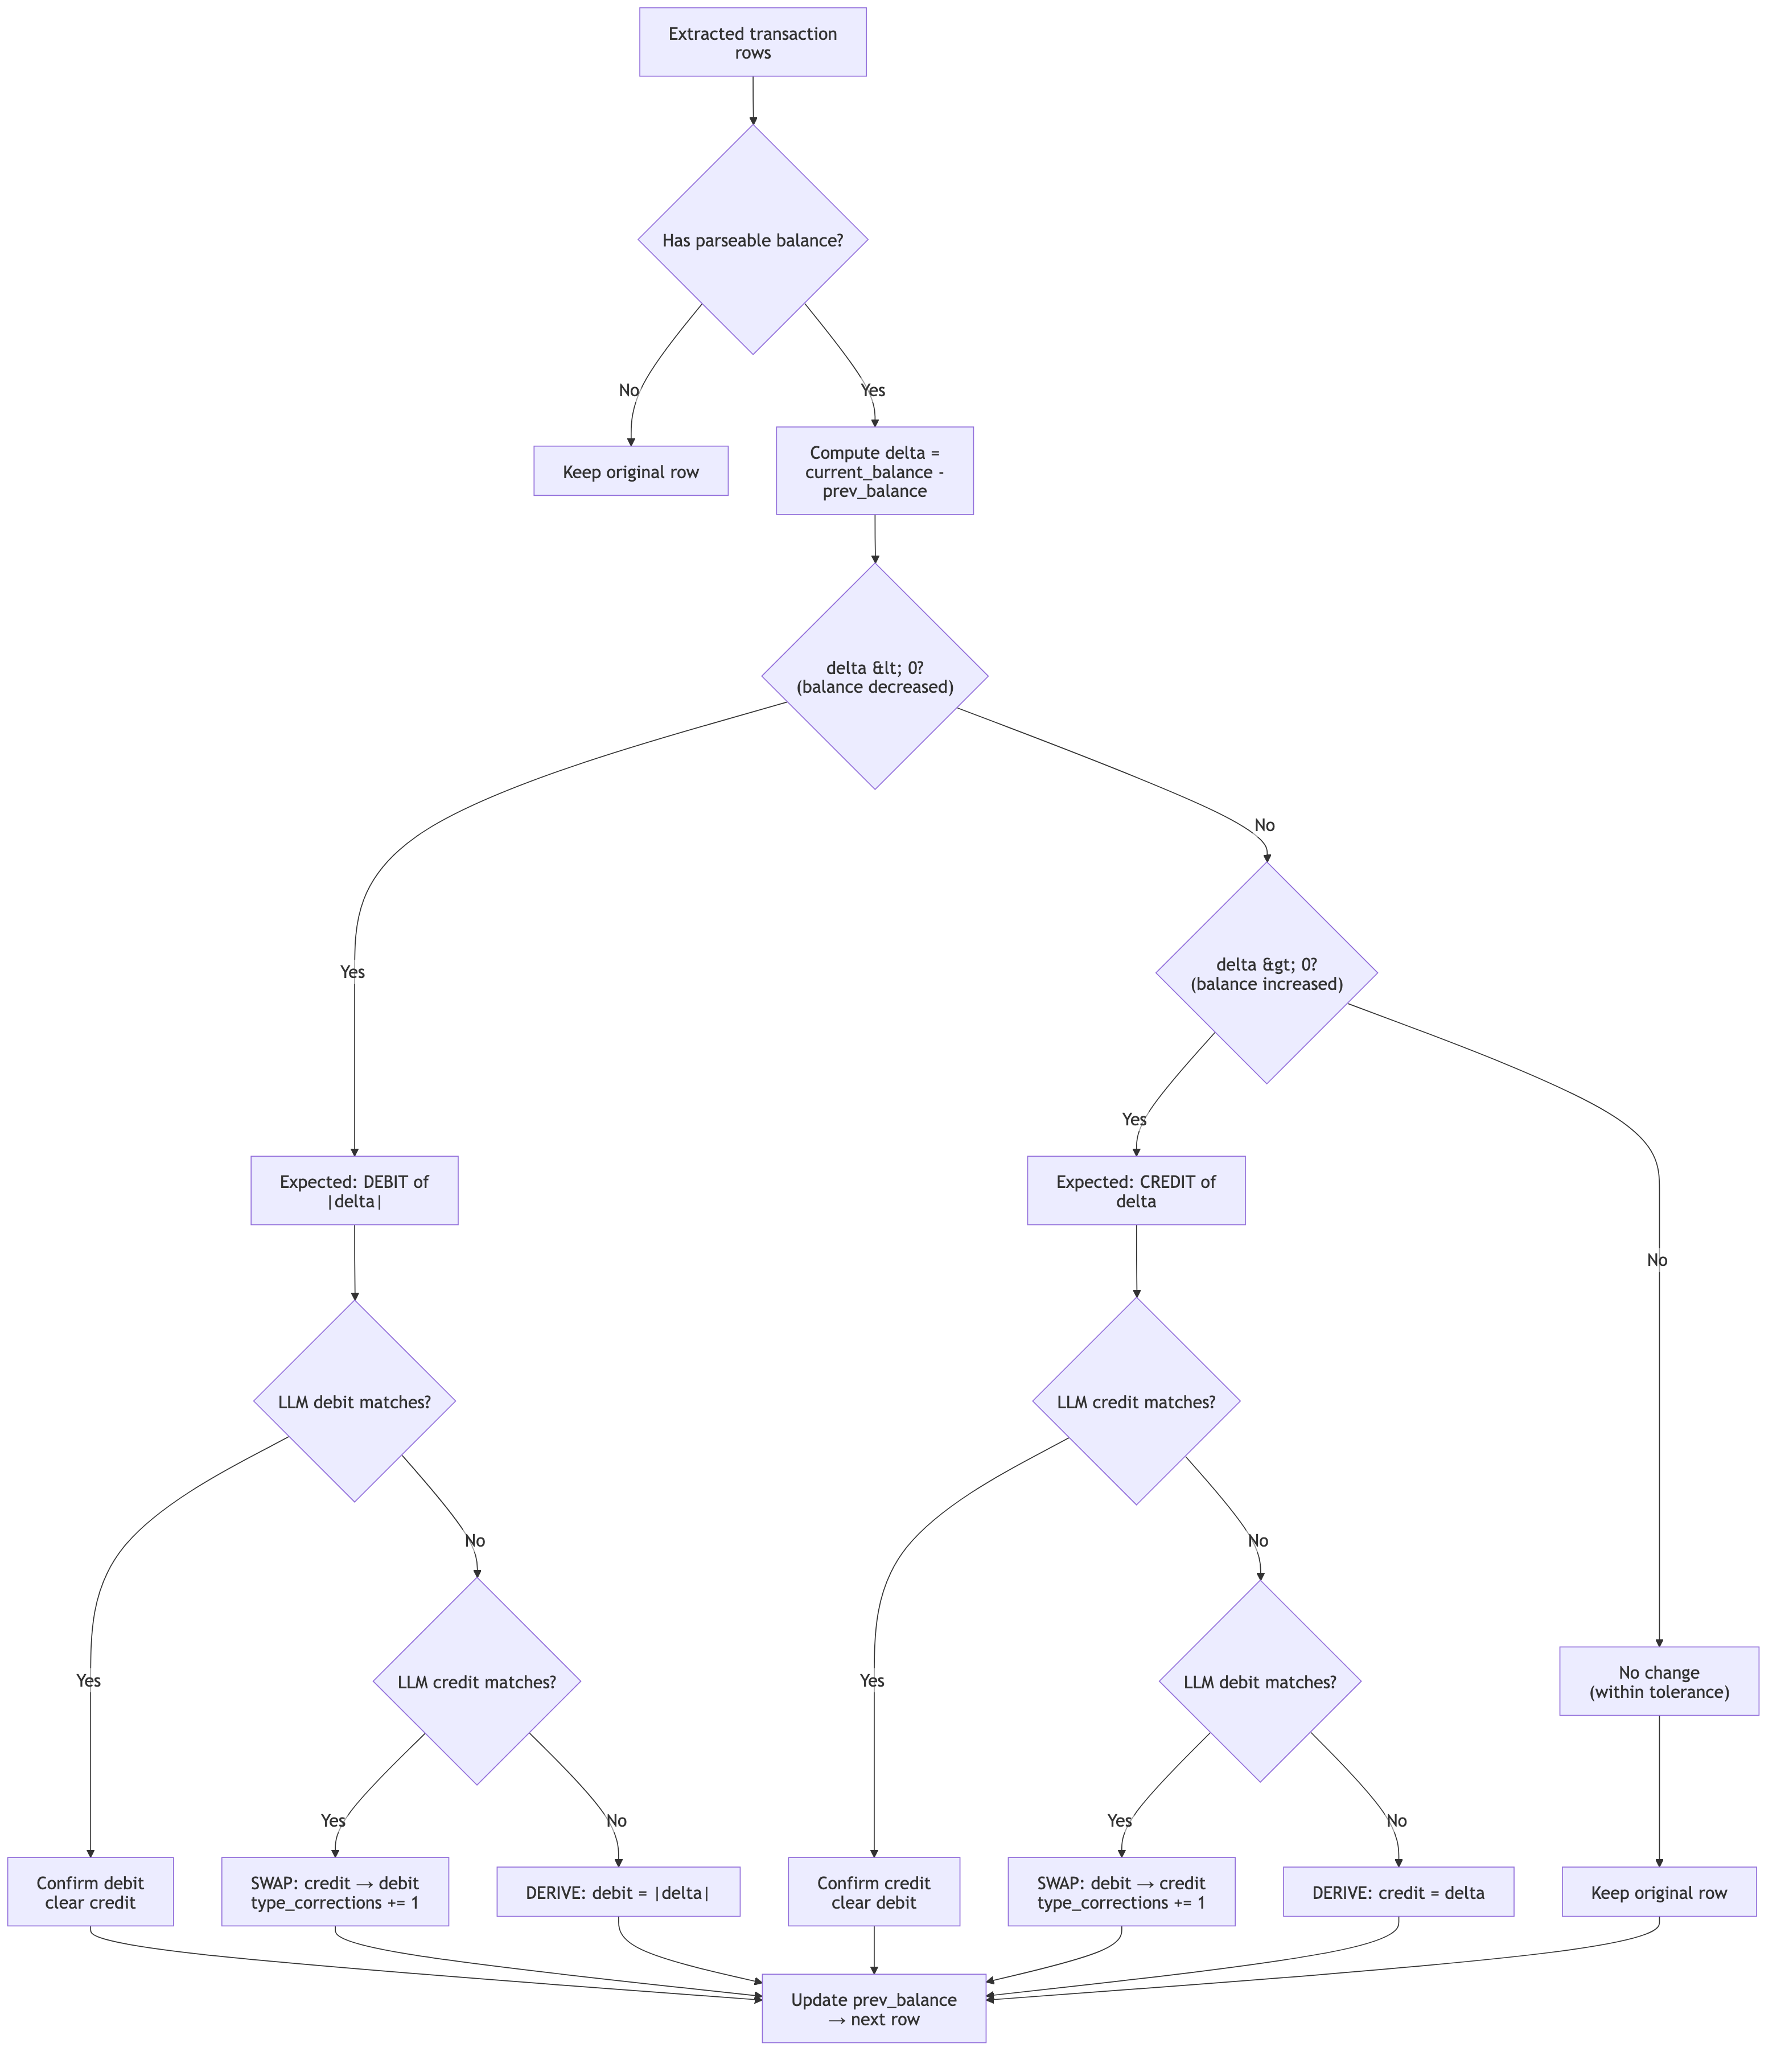 Extracted transaction
rows
Has parseable balance?
No
Yes
Keep original row
Compute delta =
current_balance -
prev_balance
delta &lt; 0?
(balance decreased)
No
Yes
delta &gt; 0?
(balance increased)
Yes
No
Expected: DEBIT of
|delta|
Expected: CREDIT of
delta
LLM debit matches?
LLM credit matches?
No
No
Yes
LLM credit matches?
Yes
LLM debit matches?
No change
(within tolerance)
Yes
No
Yes
No
Confirm debit
clear credit
SWAP: credit → debit
type_corrections += 1
DERIVE: debit = |delta|
Confirm credit
clear debit
SWAP: debit → credit
type_corrections += 1
DERIVE: credit = delta
Keep original row
Update prev_balance
→ next row